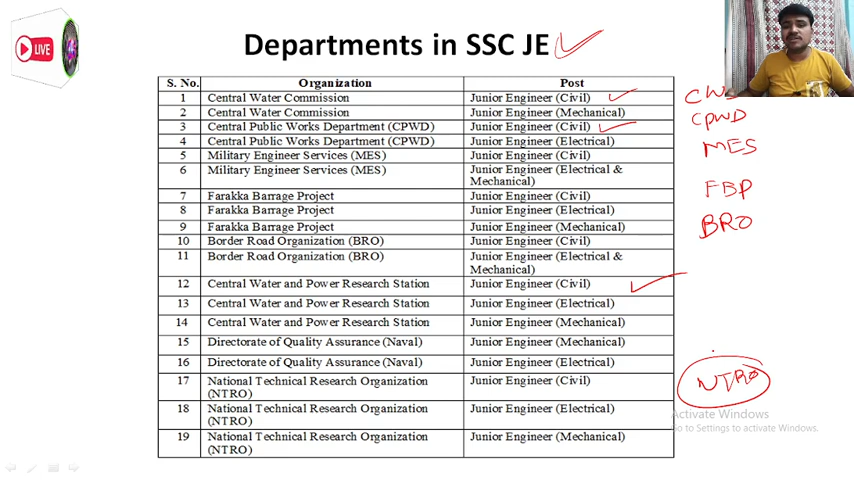 LIVE
Departments in SSC JE
S. No. Organization Post
1 Central Water Commission Junior Engineer (Civil)
2 Central Water Commission Junior Engineer (Mechanical)
3 Central Public Works Department (CPWD) Junior Engineer (Civil)
4 Central Public Works Department (CPWD) Junior Engineer (Electrical)
5 Military Engineer Services (MES) Junior Engineer (Civil)
6 Military Engineer Services (MES) Junior Engineer (Electrical &
Mechanical)
7 Farakka Barrage Project Junior Engineer (Civil)
8 Farakka Barrage Project Junior Engineer (Electrical)
9 Farakka Barrage Project Junior Engineer (Mechanical)
10 Border Road Organization (BRO) Junior Engineer (Civil)
11 Border Road Organization (BRO) Junior Engineer (Electrical &
Mechanical)
12 Central Water and Power Research Station Junior Engineer (Civil)
13 Central Water and Power Research Station Junior Engineer (Electrical)
14 Central Water and Power Research Station Junior Engineer (Mechanical)
15 Directorate of Quality Assurance (Naval) Junior Engineer (Mechanical)
16 Directorate of Quality Assurance (Naval) Junior Engineer (Electrical)
17 National Technical Research Organization Junior Engineer (Civil)
(NTRO)
18 National Technical Research Organization Junior Engineer (Electrical)
(NTRO)
19 National Technical Research Organization Junior Engineer (Mechanical)
(NTRO)
CPWD
MES
FBP
BRO
NTRO
Activate Windows
Go to Settings to activate Windows.